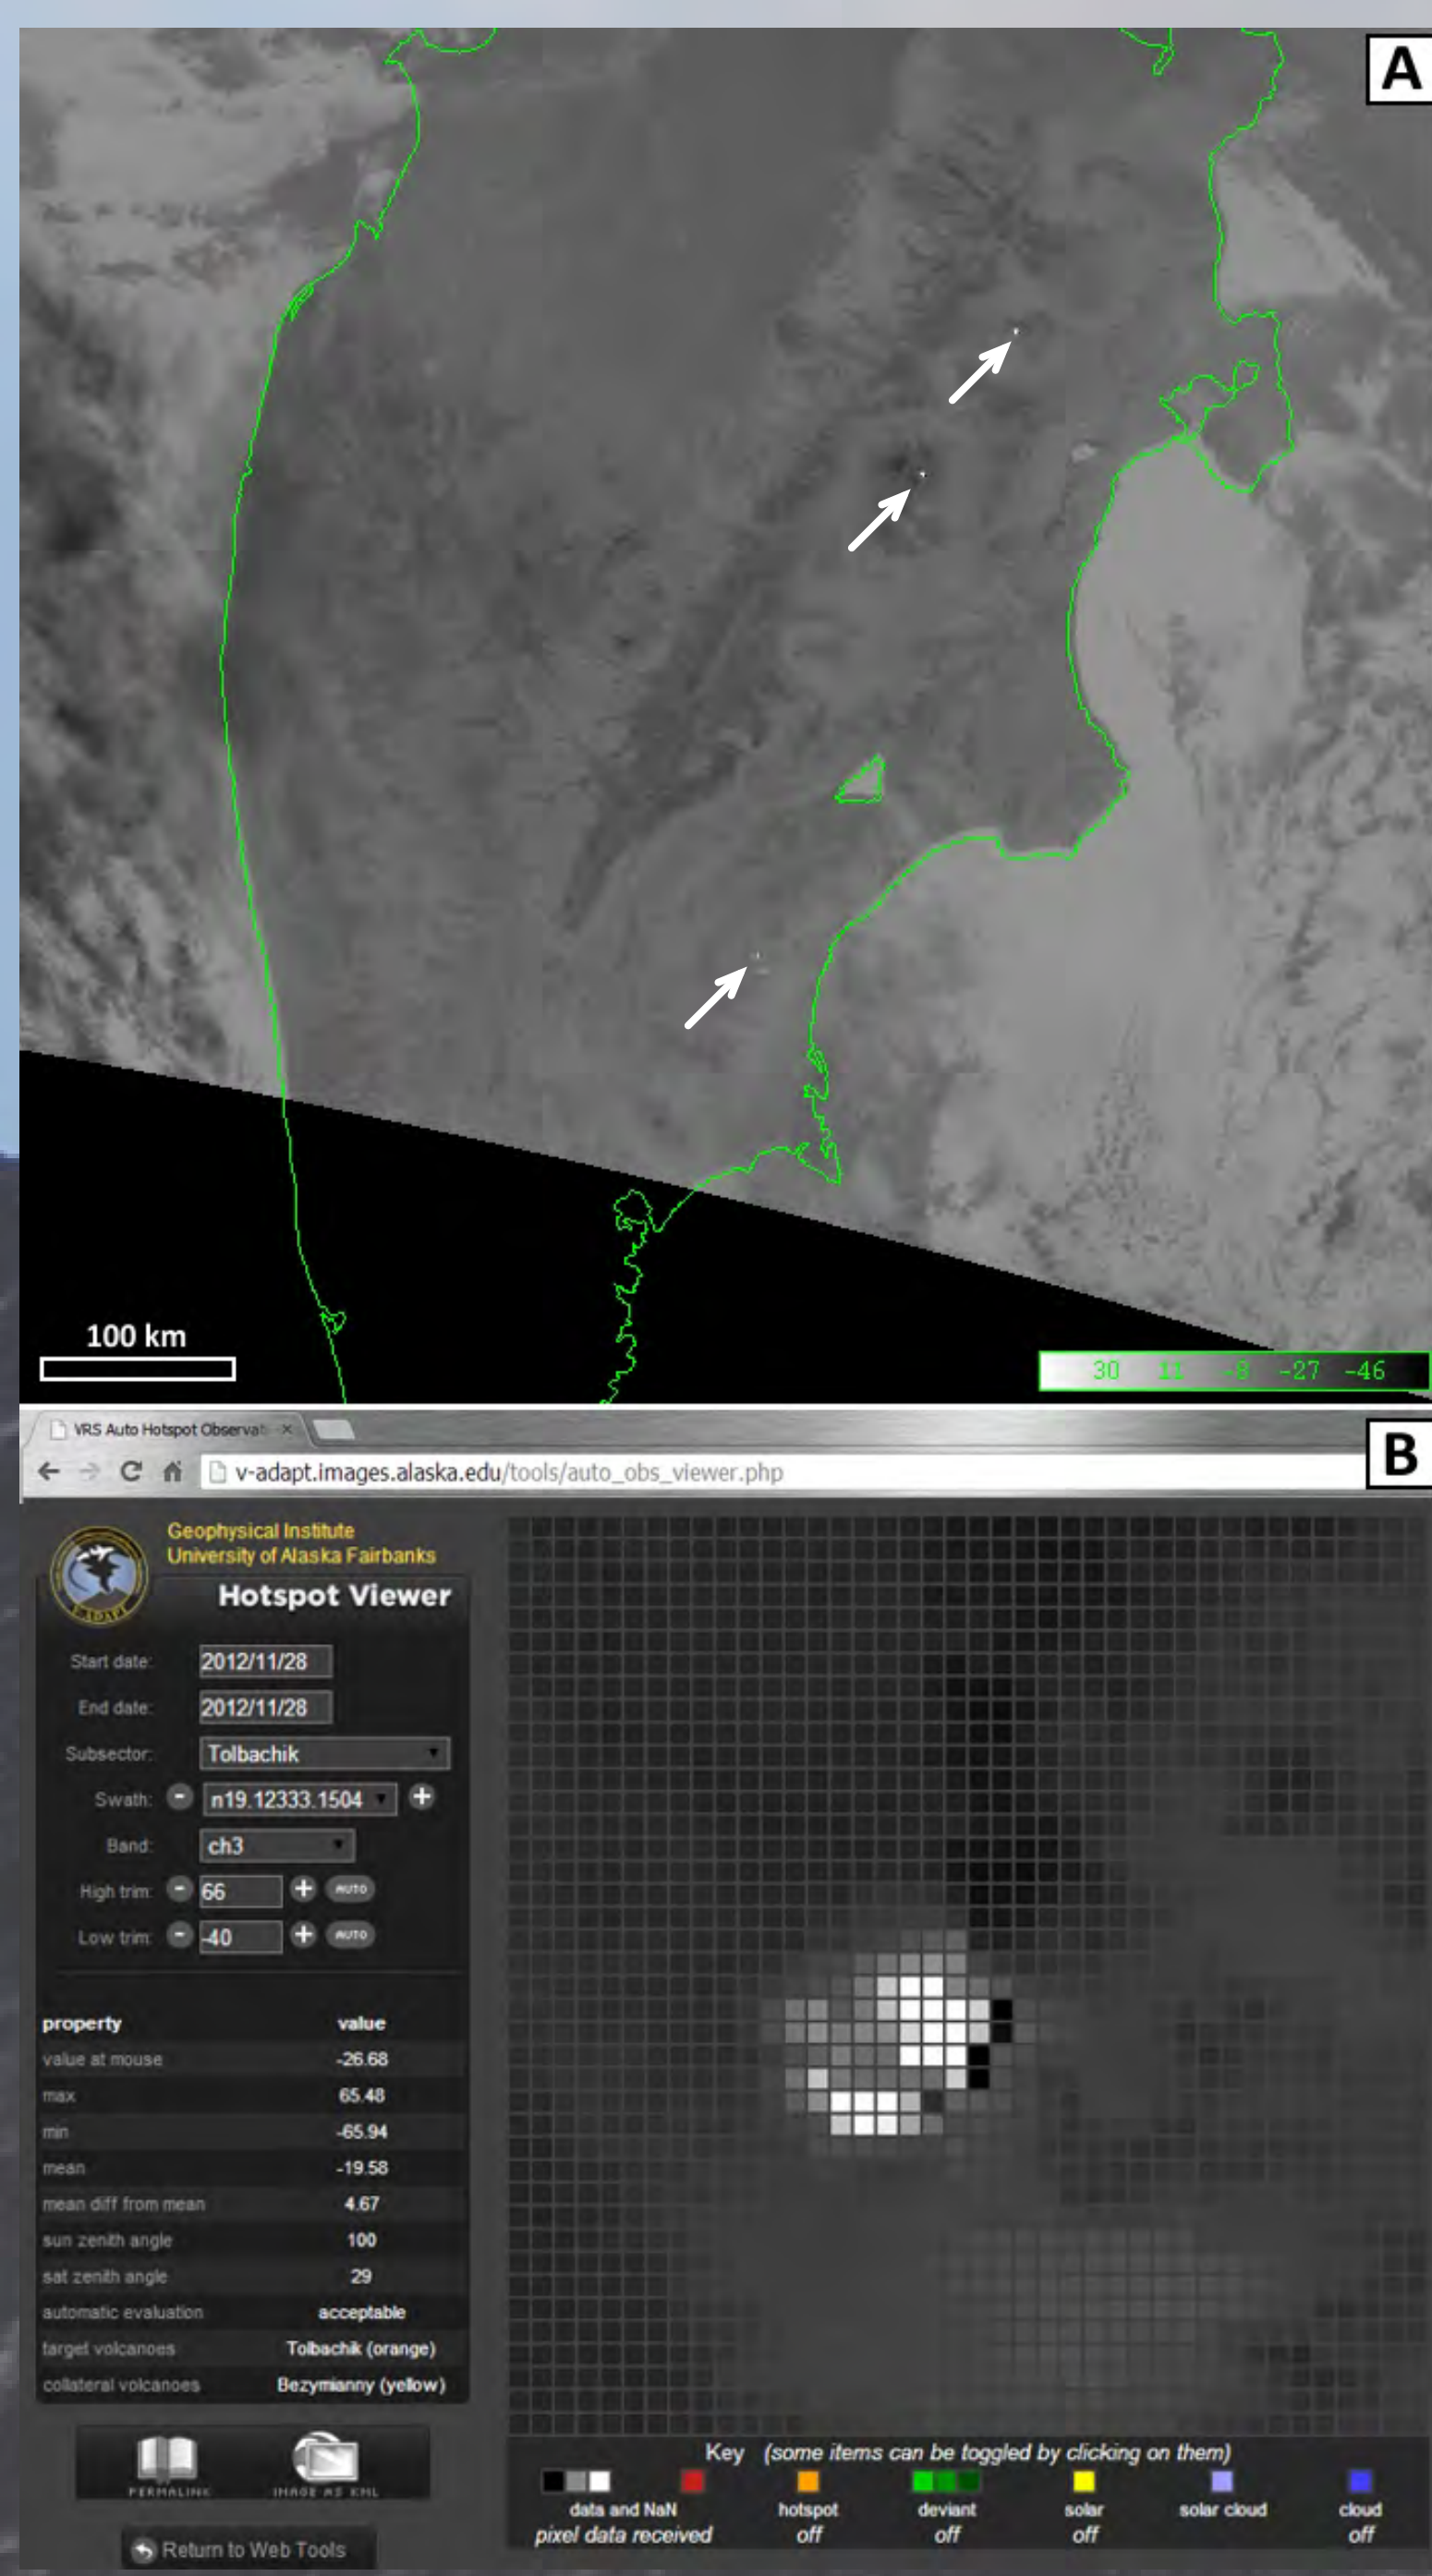 A
100 km
30 11 -8 -27 -46
VRS Auto Hotspot Observat
B
v-adapt.images.alaska.edu/tools/auto_obs_viewer.php
Geophysical Institute
University of Alaska Fairbanks
V-ADAPT
Hotspot Viewer
Start date: 2012/11/28
End date: 2012/11/28
Subsector: Tolbachik
Swath: - n19.12333.1504 +
Band: ch3
High trim: - 66 + AUTO
Low trim: - -40 + AUTO
property value
value at mouse -26.68
max 65.48
min -65.94
mean -19.58
mean diff from mean 4.67
sun zenith angle 100
sat zenith angle 29
automatic evaluation acceptable
target volcanoes Tolbachik (orange)
collateral volcanoes Bezymianny (yellow)
PERMALINK IMAGE AS KML
Return to Web Tools
Key (some items can be toggled by clicking on them)
data and NaN hotspot deviant solar solar cloud cloud
pixel data received off off off off